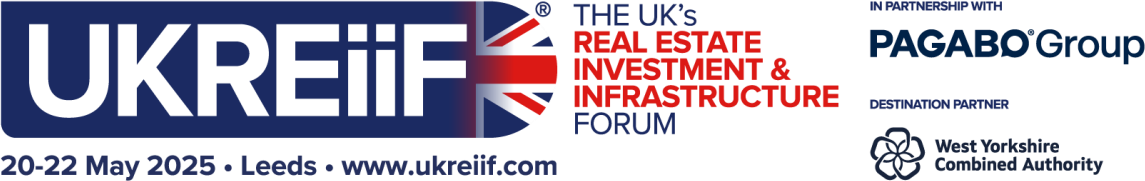 UKREiiF®
20-22 May 2025 • Leeds • www.ukreiif.com
THE UK's
REAL ESTATE
INVESTMENT &
INFRASTRUCTURE
FORUM
IN PARTNERSHIP WITH
PAGABO® Group
DESTINATION PARTNER
West Yorkshire
Combined Authority